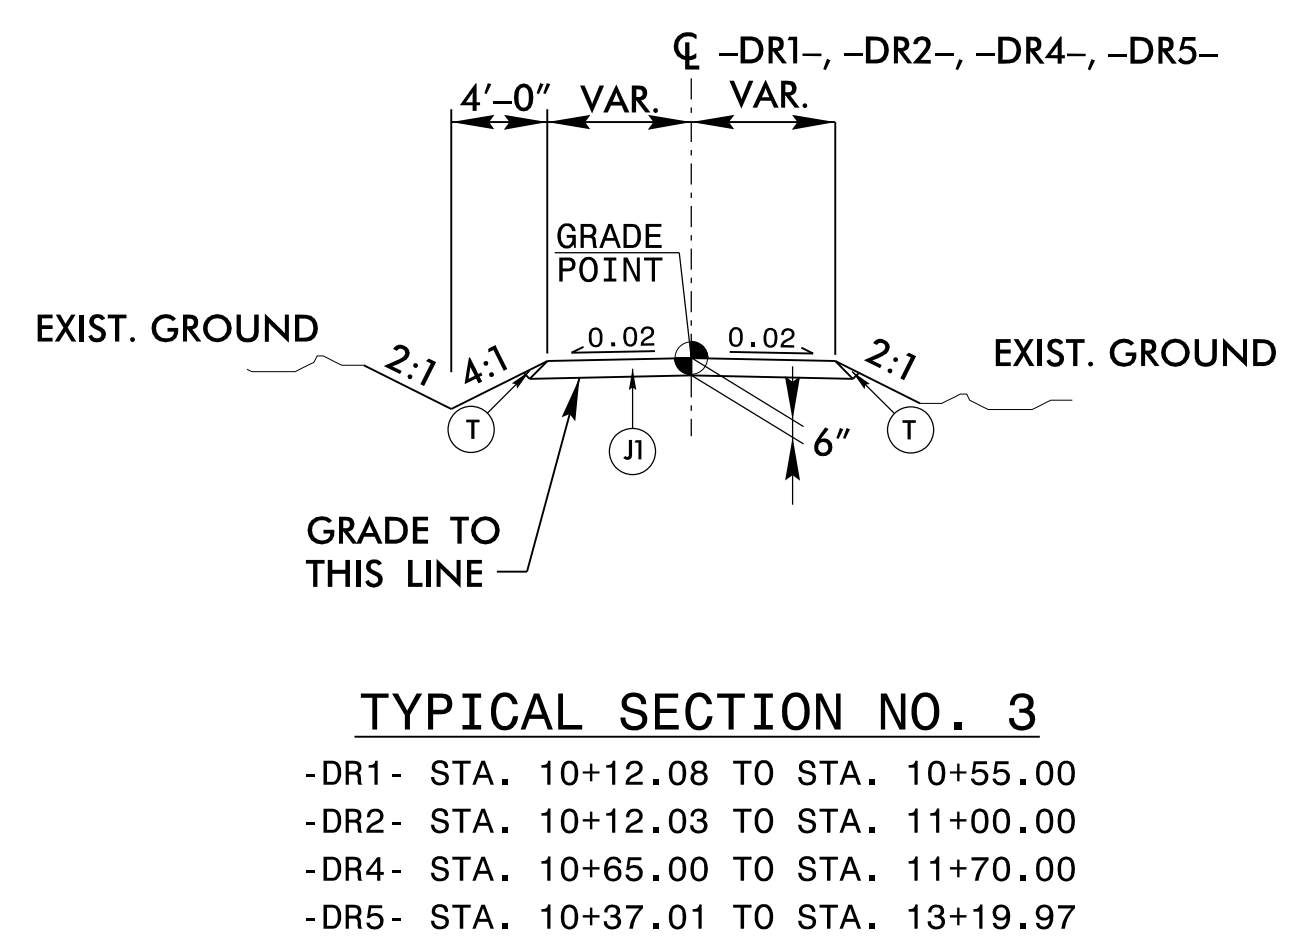 ℄ –DR1–, –DR2–, –DR4–, –DR5–
4'–0" VAR. VAR.
GRADE
POINT
EXIST. GROUND
0.02 0.02
2:1 4:1 2:1
EXIST. GROUND
T J1 T
6"
GRADE TO
THIS LINE
TYPICAL SECTION NO. 3
-DR1- STA. 10+12.08 TO STA. 10+55.00
-DR2- STA. 10+12.03 TO STA. 11+00.00
-DR4- STA. 10+65.00 TO STA. 11+70.00
-DR5- STA. 10+37.01 TO STA. 13+19.97